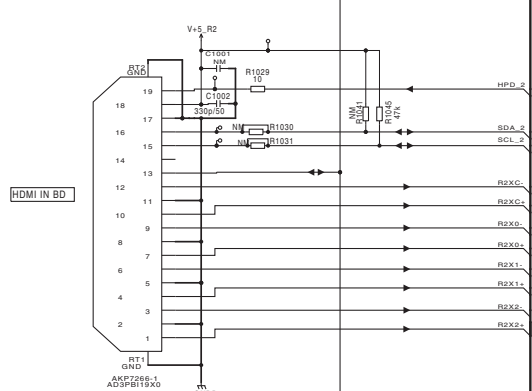 V+5_R2
C1001
NM
RT2
GND
R1029
10
19
HPD_2
C1002
330p/50
18
NM
R1041
R1045
47k
17
16
NM
R1030
SDA_2
15
NM
R1031
SCL_2
14
13
HDMI IN BD
12
R2XC-
11
R2XC+
10
9
R2X0-
8
R2X0+
7
6
R2X1-
5
R2X1+
4
3
R2X2-
2
R2X2+
1
RT1
GND
AKP7266-1
AD3PBI19X0